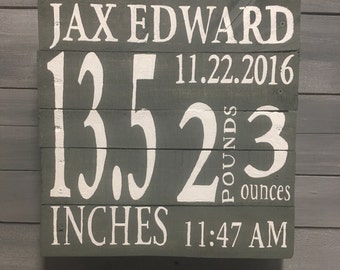 JAX EDWARD
11.22.2016
13.5
2 POUNDS 3 ounces
INCHES 11:47 AM